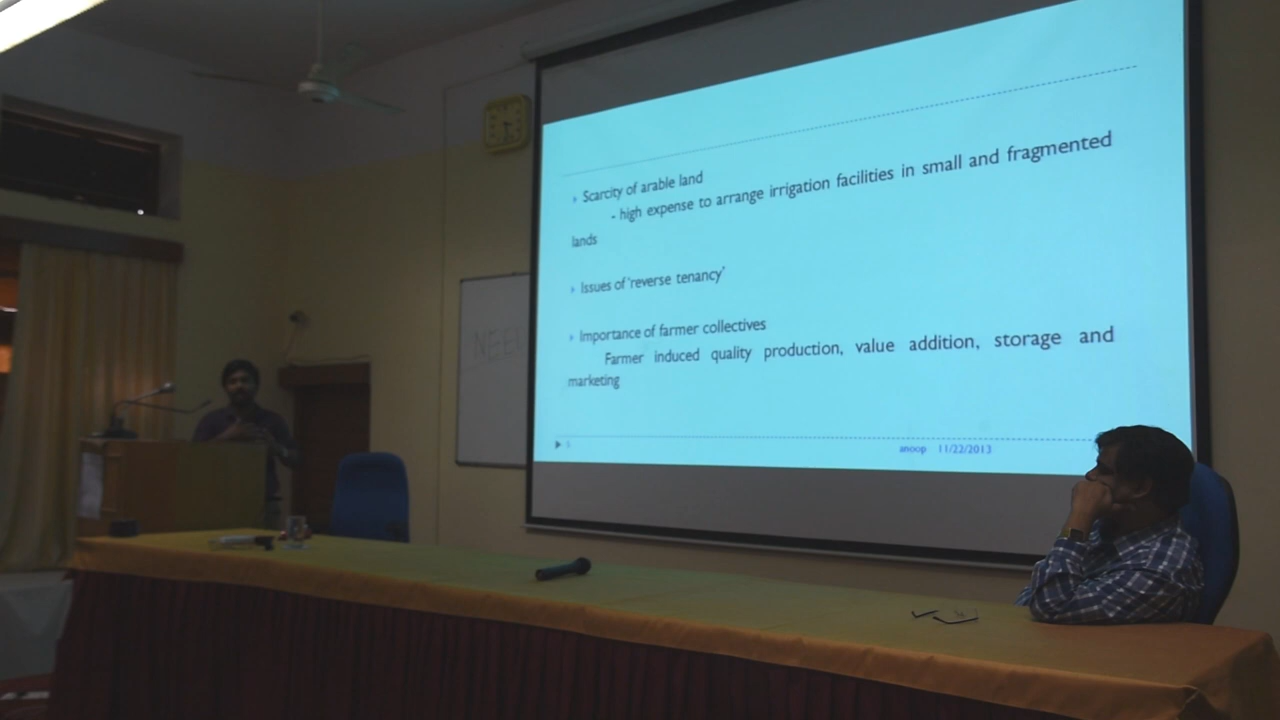 Scarcity of arable land
- high expense to arrange irrigation facilities in small and fragmented
lands
Issues of 'reverse tenancy'
Importance of farmer collectives
Farmer induced quality production, value addition, storage and
marketing
anoop 11/22/2013